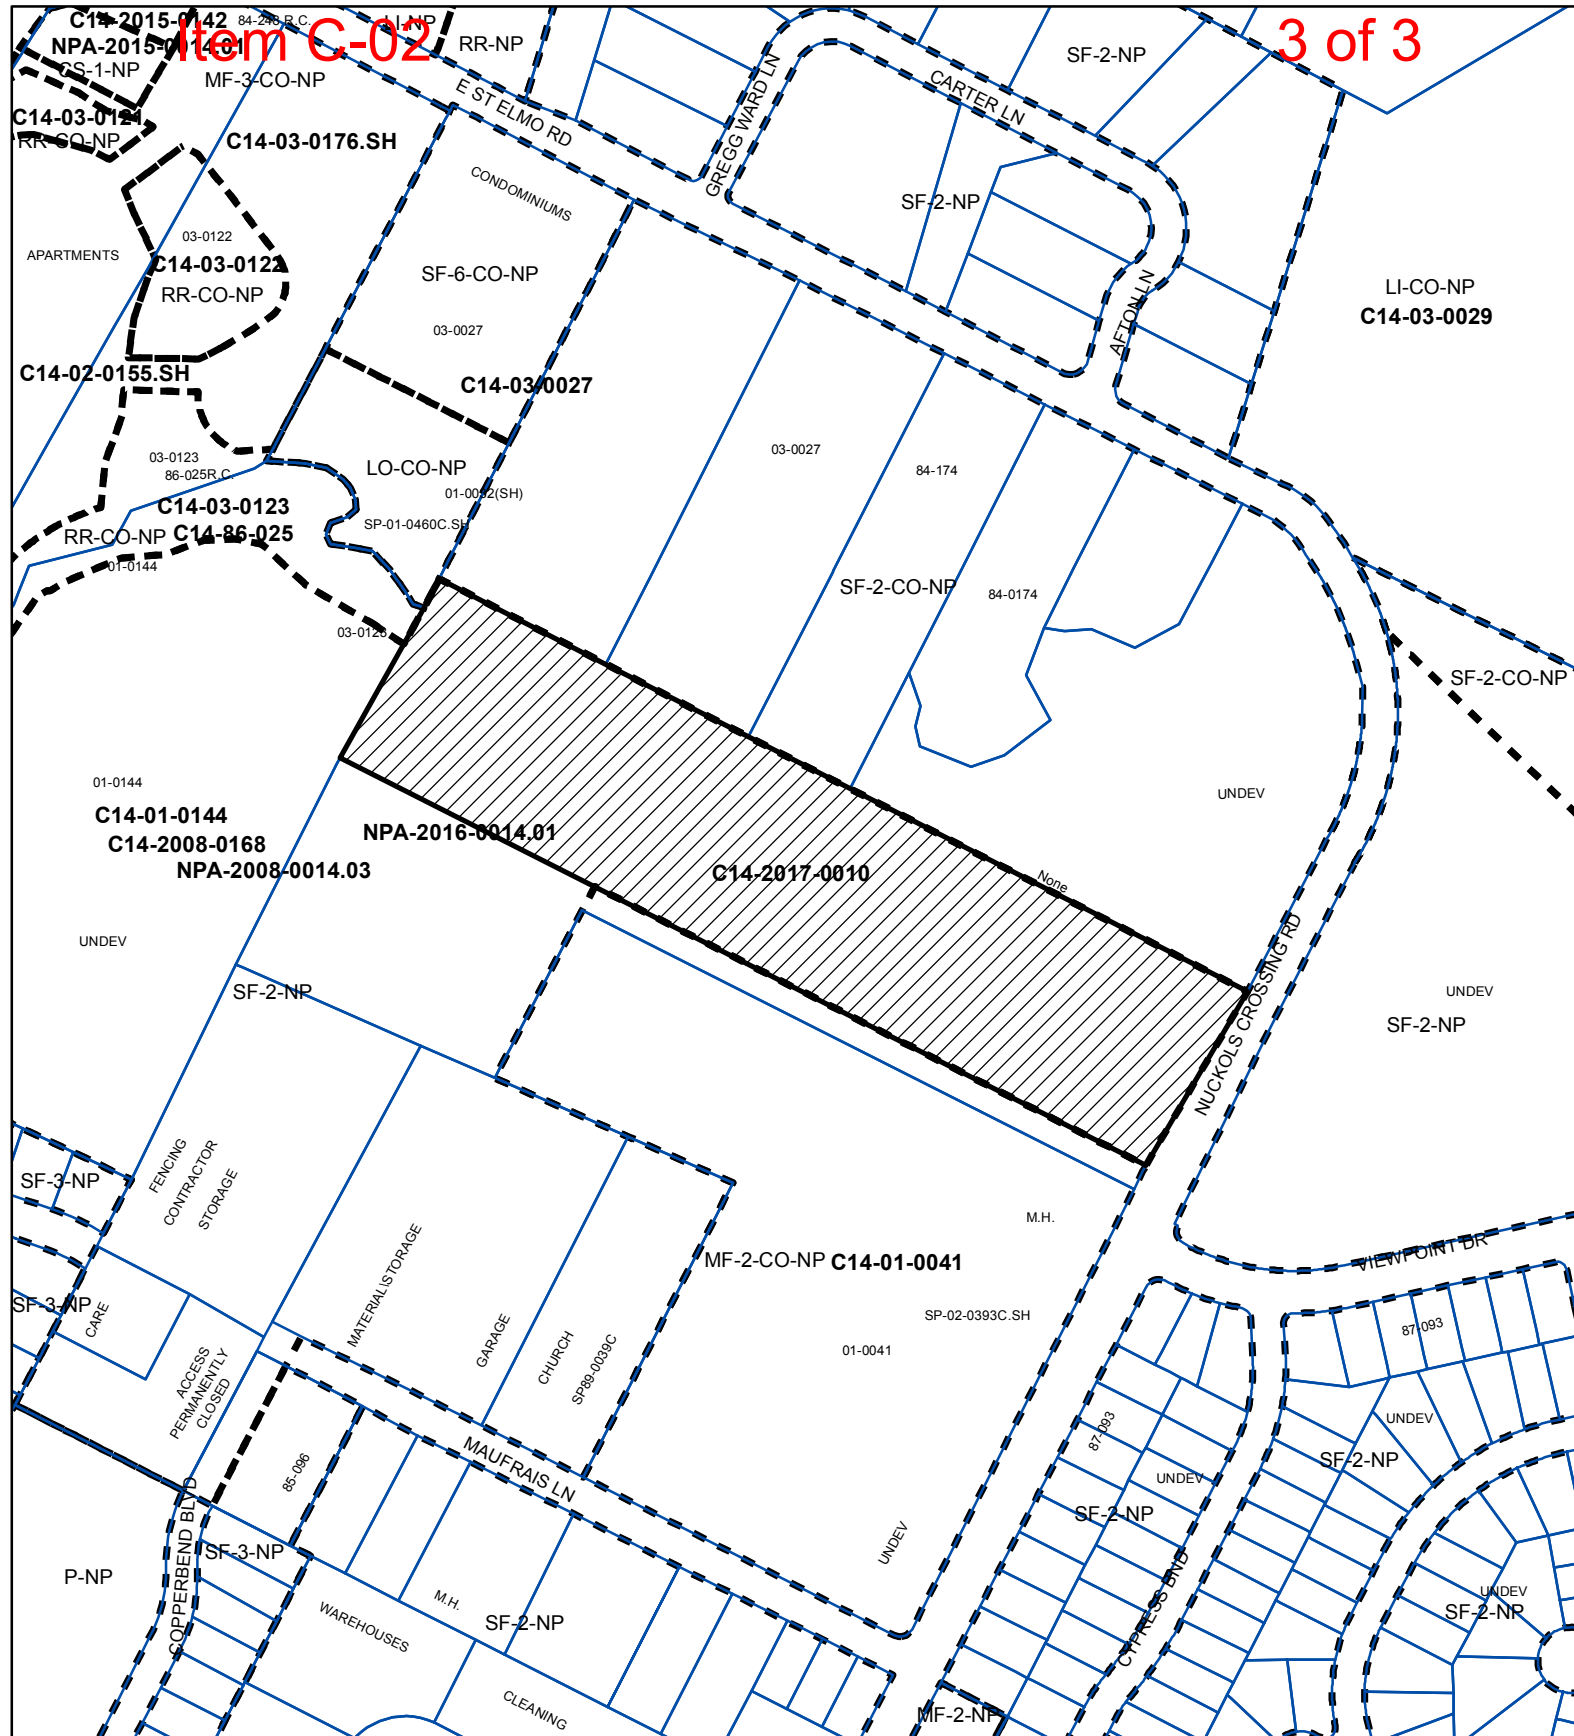 Item C-02
3 of 3
C14-2015-0142
84-248 R.C.
LI-NP
NPA-2015-0014.01
RR-NP
SF-2-NP
CS-1-NP
MF-3-CO-NP
E ST ELMO RD
GREGG WARD LN
CARTER LN
C14-03-0121
RR-CO-NP
C14-03-0176.SH
CONDOMINIUMS
SF-2-NP
03-0122
APARTMENTS
C14-03-0122
RR-CO-NP
SF-6-CO-NP
03-0027
AFTON LN
LI-CO-NP
C14-03-0029
C14-02-0155.SH
C14-03-0027
03-0123
86-025R.C.
LO-CO-NP
01-0092(SH)
SP-01-0460C.SH
C14-03-0123
RR-CO-NP
C14-86-025
01-0144
03-0027
84-174
SF-2-CO-NP
84-0174
03-0123
SF-2-CO-NP
01-0144
C14-01-0144
C14-2008-0168
NPA-2008-0014.03
NPA-2016-0014.01
C14-2017-0010
None
UNDEV
UNDEV
SF-2-NP
NUCKOLS CROSSING RD
UNDEV
SF-2-NP
FENCING
CONTRACTOR
STORAGE
SF-3-NP
SF-3-NP
CARE
ACCESS
PERMANENTLY
CLOSED
MATERIALSTORAGE
GARAGE
CHURCH
SP89-0039C
M.H.
MF-2-CO-NP
C14-01-0041
SP-02-0393C.SH
01-0041
VIEWPOINT DR
87-093
87-093
UNDEV
SF-2-NP
UNDEV
SF-2-NP
MAUFRAIS LN
85-096
COPPERBEND BLVD
SF-3-NP
P-NP
WAREHOUSES
M.H.
SF-2-NP
UNDEV
CYPRESS BND
UNDEV
SF-2-NP
CLEANING
MF-2-NP